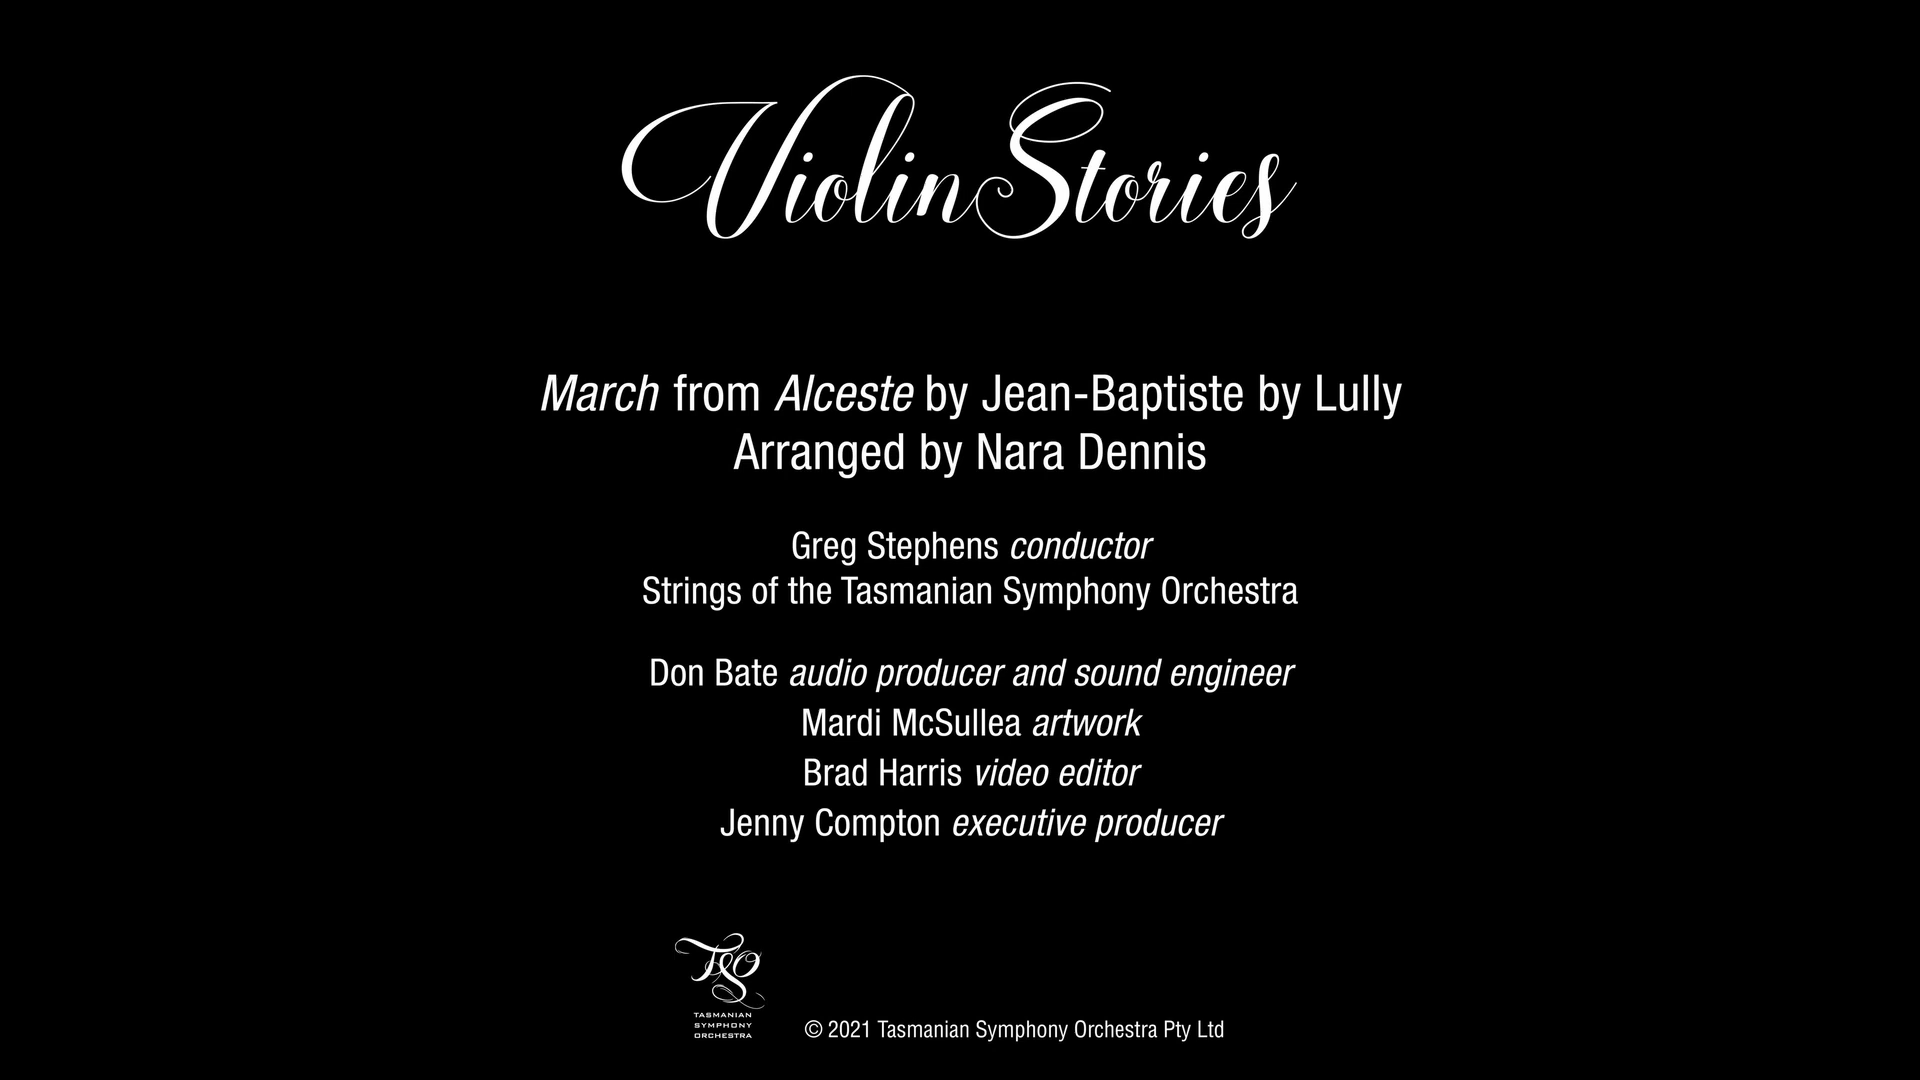 Violin Stories
March from Alceste by Jean-Baptiste by Lully
Arranged by Nara Dennis
Greg Stephens conductor
Strings of the Tasmanian Symphony Orchestra
Don Bate audio producer and sound engineer
Mardi McSullea artwork
Brad Harris video editor
Jenny Compton executive producer
TSO
TASMANIAN
SYMPHONY
ORCHESTRA
© 2021 Tasmanian Symphony Orchestra Pty Ltd